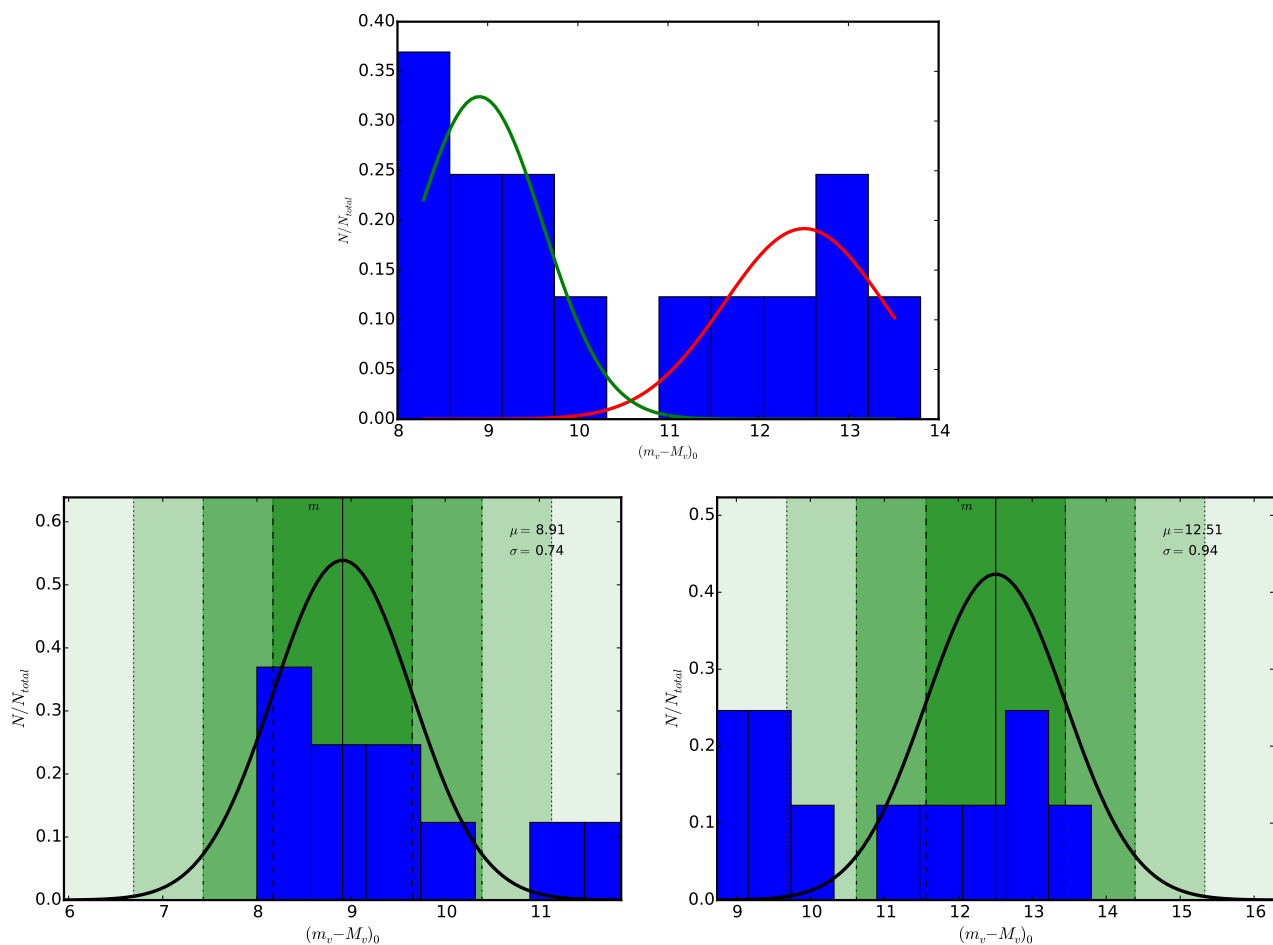 0.40
0.35
0.30
0.25
0.20
0.15
0.10
0.05
0.00
N/N_total
8 9 10 11 12 13 14
(m_v−M_v)_0
0.6
0.5
0.4
0.3
0.2
0.1
0.0
N/N_total
m
μ = 8.91
σ = 0.74
6 7 8 9 10 11
(m_v−M_v)_0
0.5
0.4
0.3
0.2
0.1
0.0
N/N_total
m
μ = 12.51
σ = 0.94
9 10 11 12 13 14 15 16
(m_v−M_v)_0